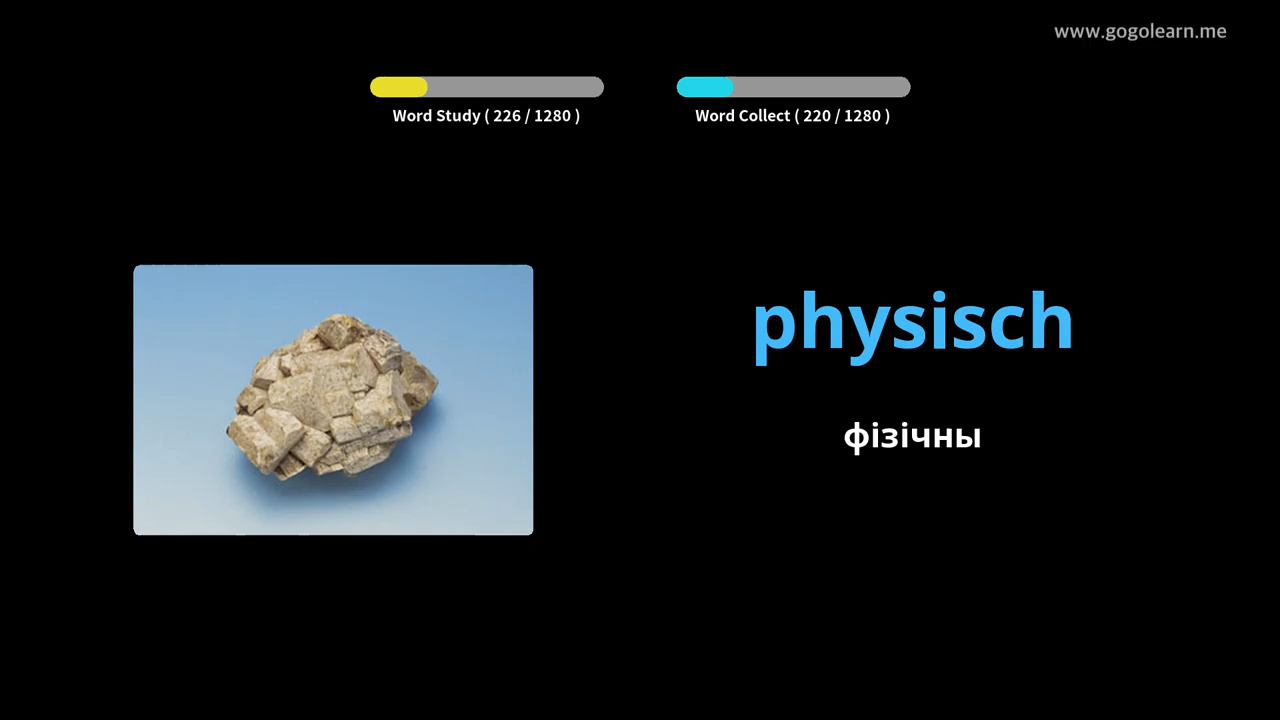 www.gogolearn.me
Word Study ( 226 / 1280 )
Word Collect ( 220 / 1280 )
physisch
фізічны